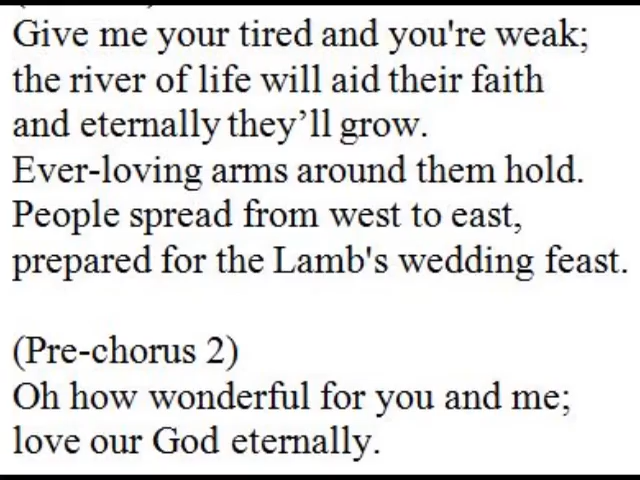 Give me your tired and you're weak;
the river of life will aid their faith
and eternally they’ll grow.
Ever-loving arms around them hold.
People spread from west to east,
prepared for the Lamb's wedding feast.
(Pre-chorus 2)
Oh how wonderful for you and me;
love our God eternally.